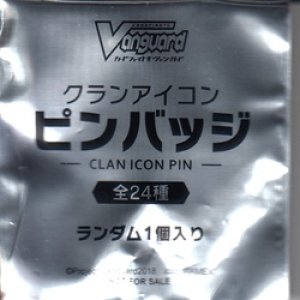 CARDFIGHT!!
Vanguard
カードファイト!!ヴァンガード
クランアイコン
ピンバッジ
— CLAN ICON PIN —
全24種
ランダム1個入り
NOT FOR SALE